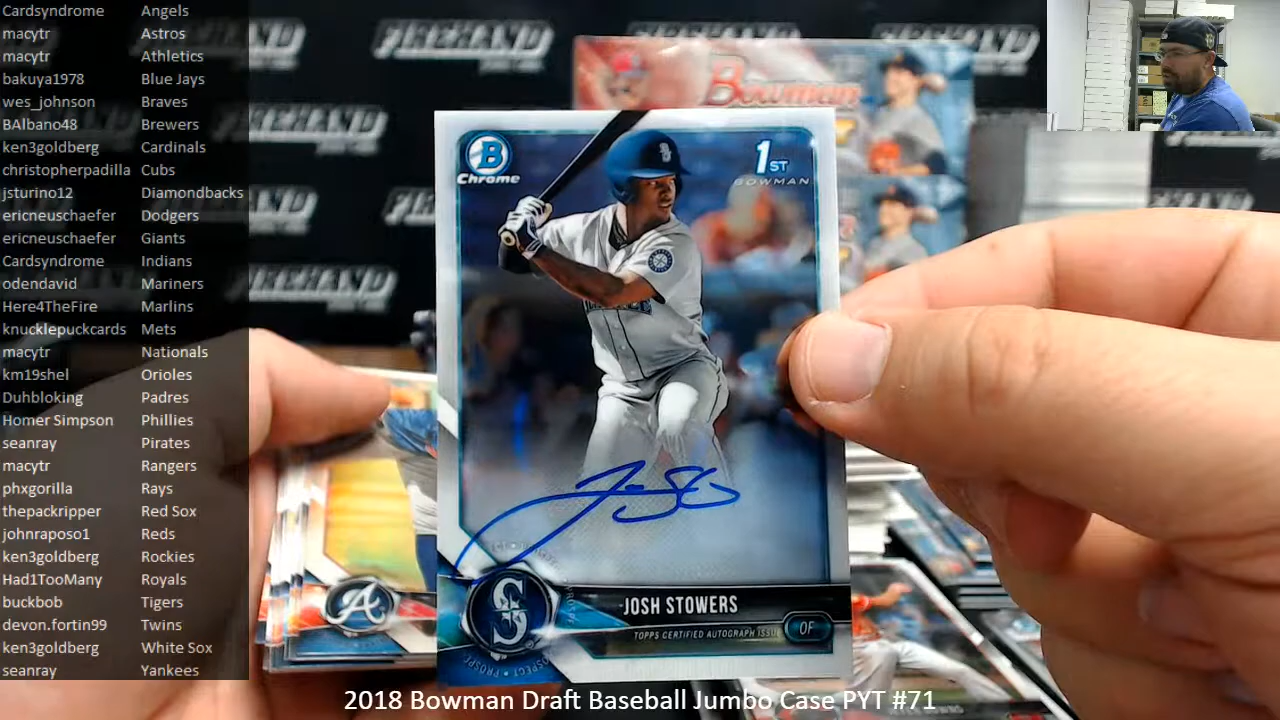 Cardsyndrome Angels
macytr Astros
macytr Athletics
bakuya1978 Blue Jays
wes_johnson Braves
BAlbano48 Brewers
ken3goldberg Cardinals
christopherpadilla Cubs
jsturino12 Diamondbacks
ericneuschaefer Dodgers
ericneuschaefer Giants
Cardsyndrome Indians
odendavid Mariners
Here4TheFire Marlins
knucklepuckcards Mets
macytr Nationals
km19shel Orioles
Duhbloking Padres
Homer Simpson Phillies
seanray Pirates
macytr Rangers
phxgorilla Rays
thepackripper Red Sox
johnraposo1 Reds
ken3goldberg Rockies
Had1TooMany Royals
buckbob Tigers
devon.fortin99 Twins
ken3goldberg White Sox
seanray Yankees
FIREHAND
Bowman
B
Chrome
1ST
BOWMAN
S
JOSH STOWERS
TOPPS CERTIFIED AUTOGRAPH ISSUE
OF
A
2018 Bowman Draft Baseball Jumbo Case PYT #71